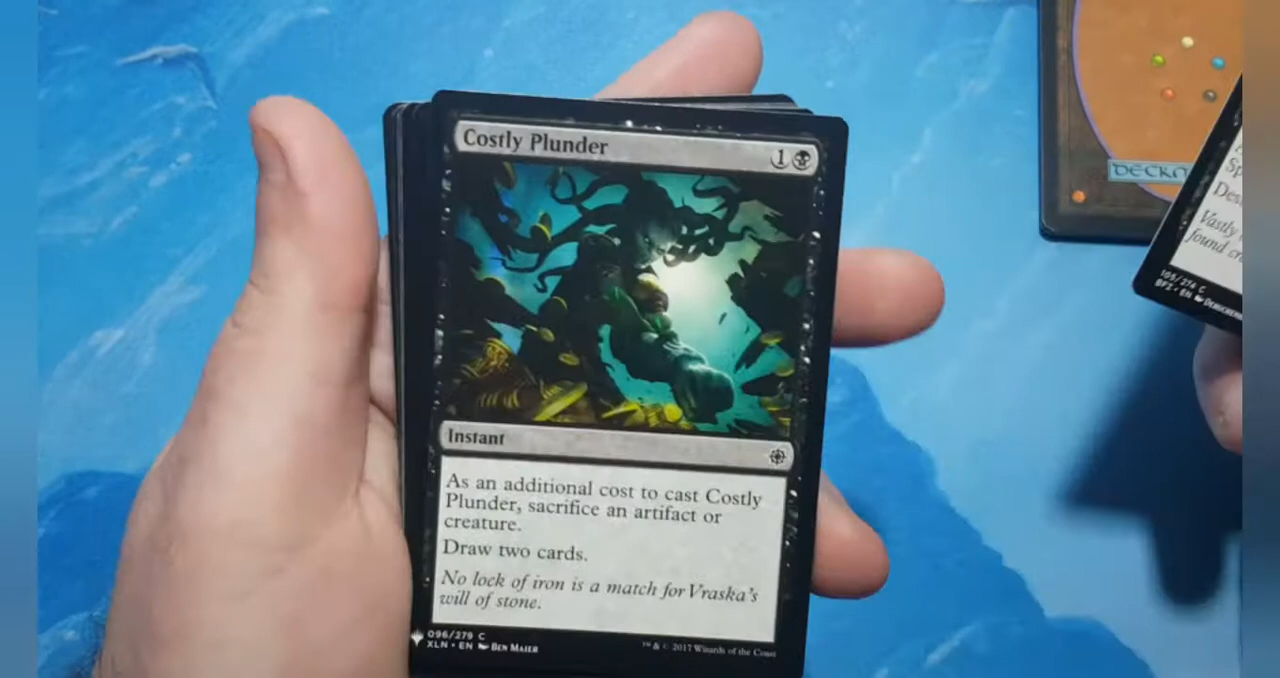 Costly Plunder
1
Instant
As an additional cost to cast Costly
Plunder, sacrifice an artifact or
creature.
Draw two cards.
No lock of iron is a match for Vraska's
will of stone.
096/279 C
XLN • EN Ben Maier
™ & © 2017 Wizards of the Coast
Vastly
found
105/274 C
BFZ • EN